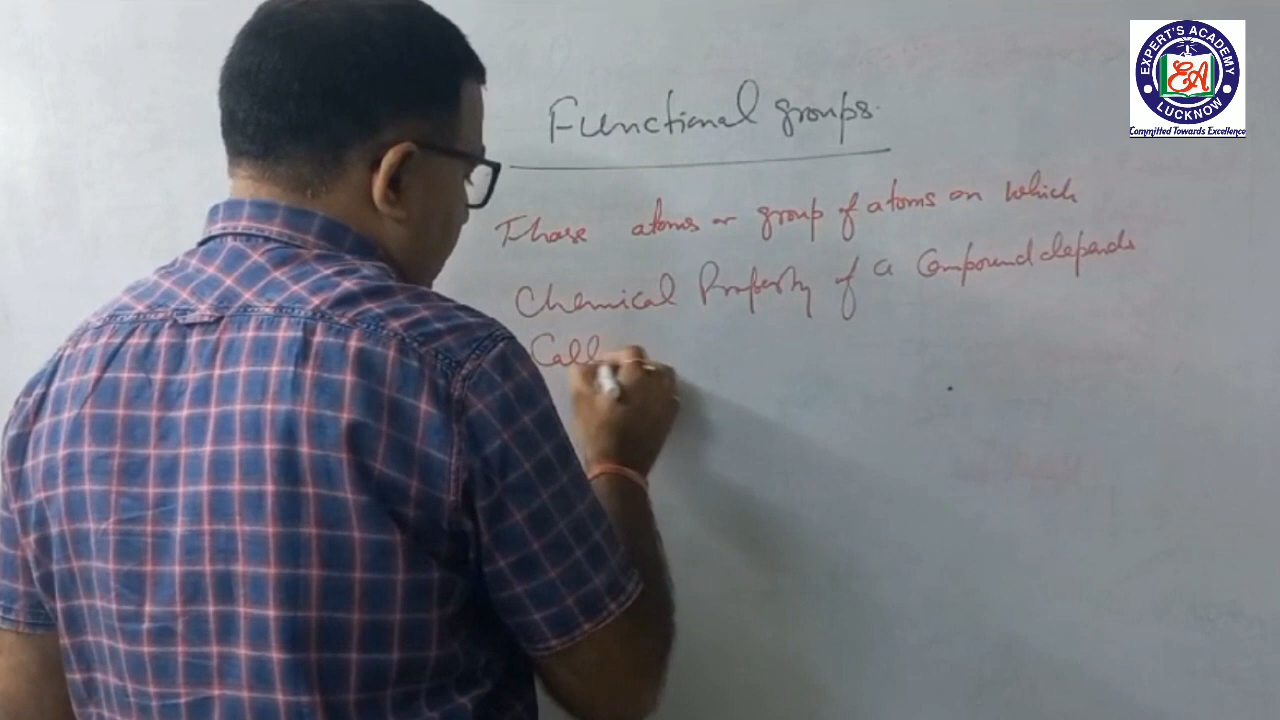 Functional groups.
Those atoms or group of atoms on which
Chemical Property of a Compound depends
Call
EXPERT'S ACADEMY
EA
LUCKNOW
Committed Towards Excellence